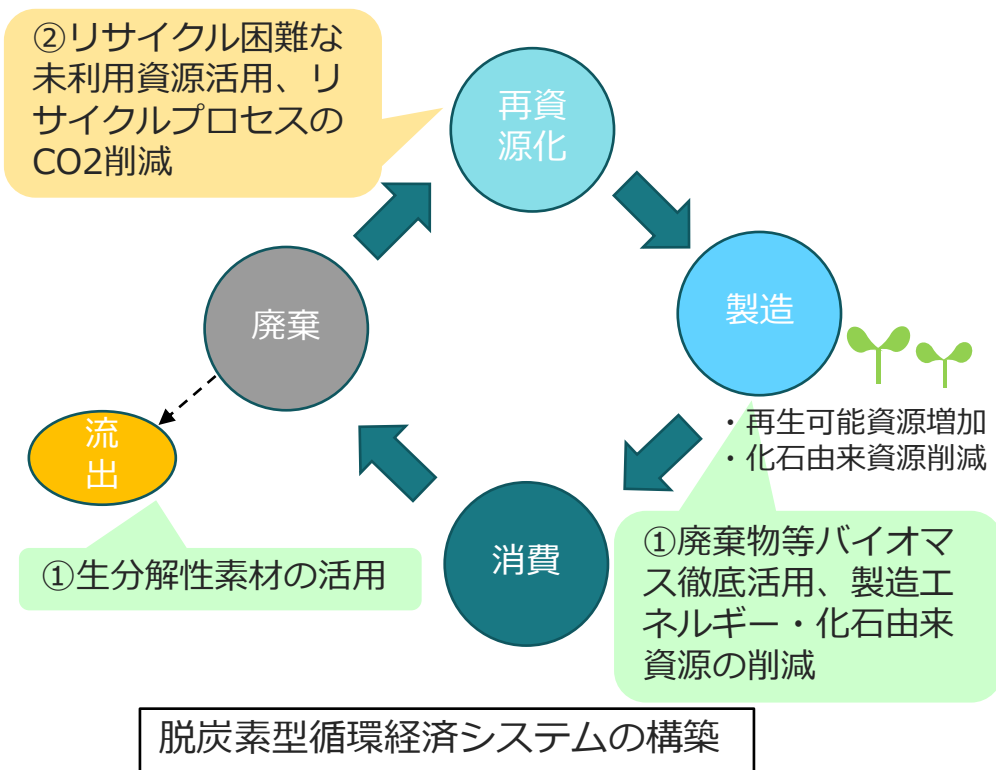 ②リサイクル困難な
未利用資源活用、リ
サイクルプロセスの
CO2削減
再資
源化
製造
・再生可能資源増加
・化石由来資源削減
①廃棄物等バイオマ
ス徹底活用、製造エ
ネルギー・化石由来
資源の削減
消費
廃棄
流
出
①生分解性素材の活用
脱炭素型循環経済システムの構築